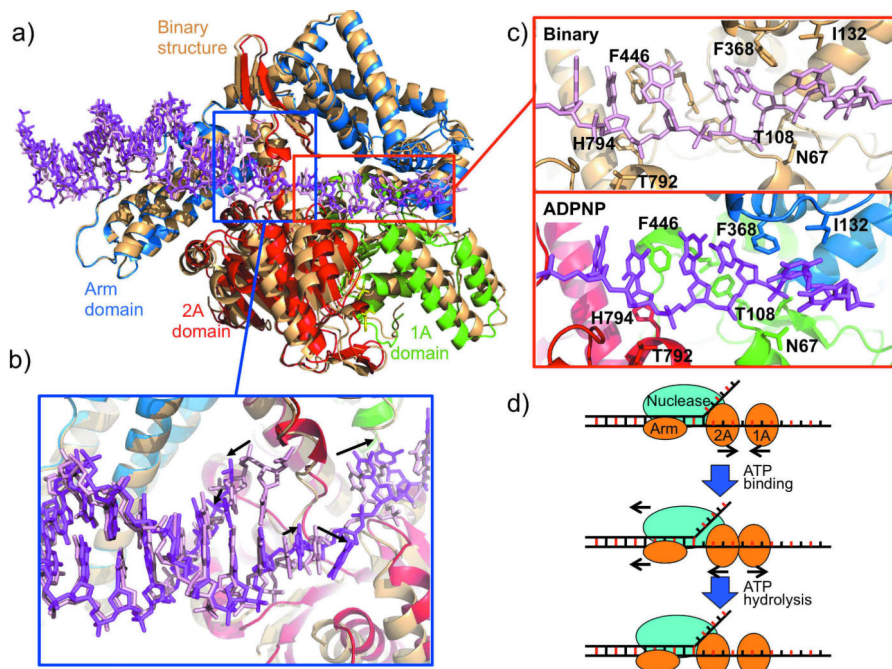 a)
Binary
structure
Arm
domain
2A
domain
1A
domain
b)
c)
Binary
F446
F368
I132
H794
T792
T108
N67
ADPNP
F446
F368
I132
H794
T792
T108
N67
d)
Nuclease
Arm
2A
1A
ATP
binding
ATP
hydrolysis